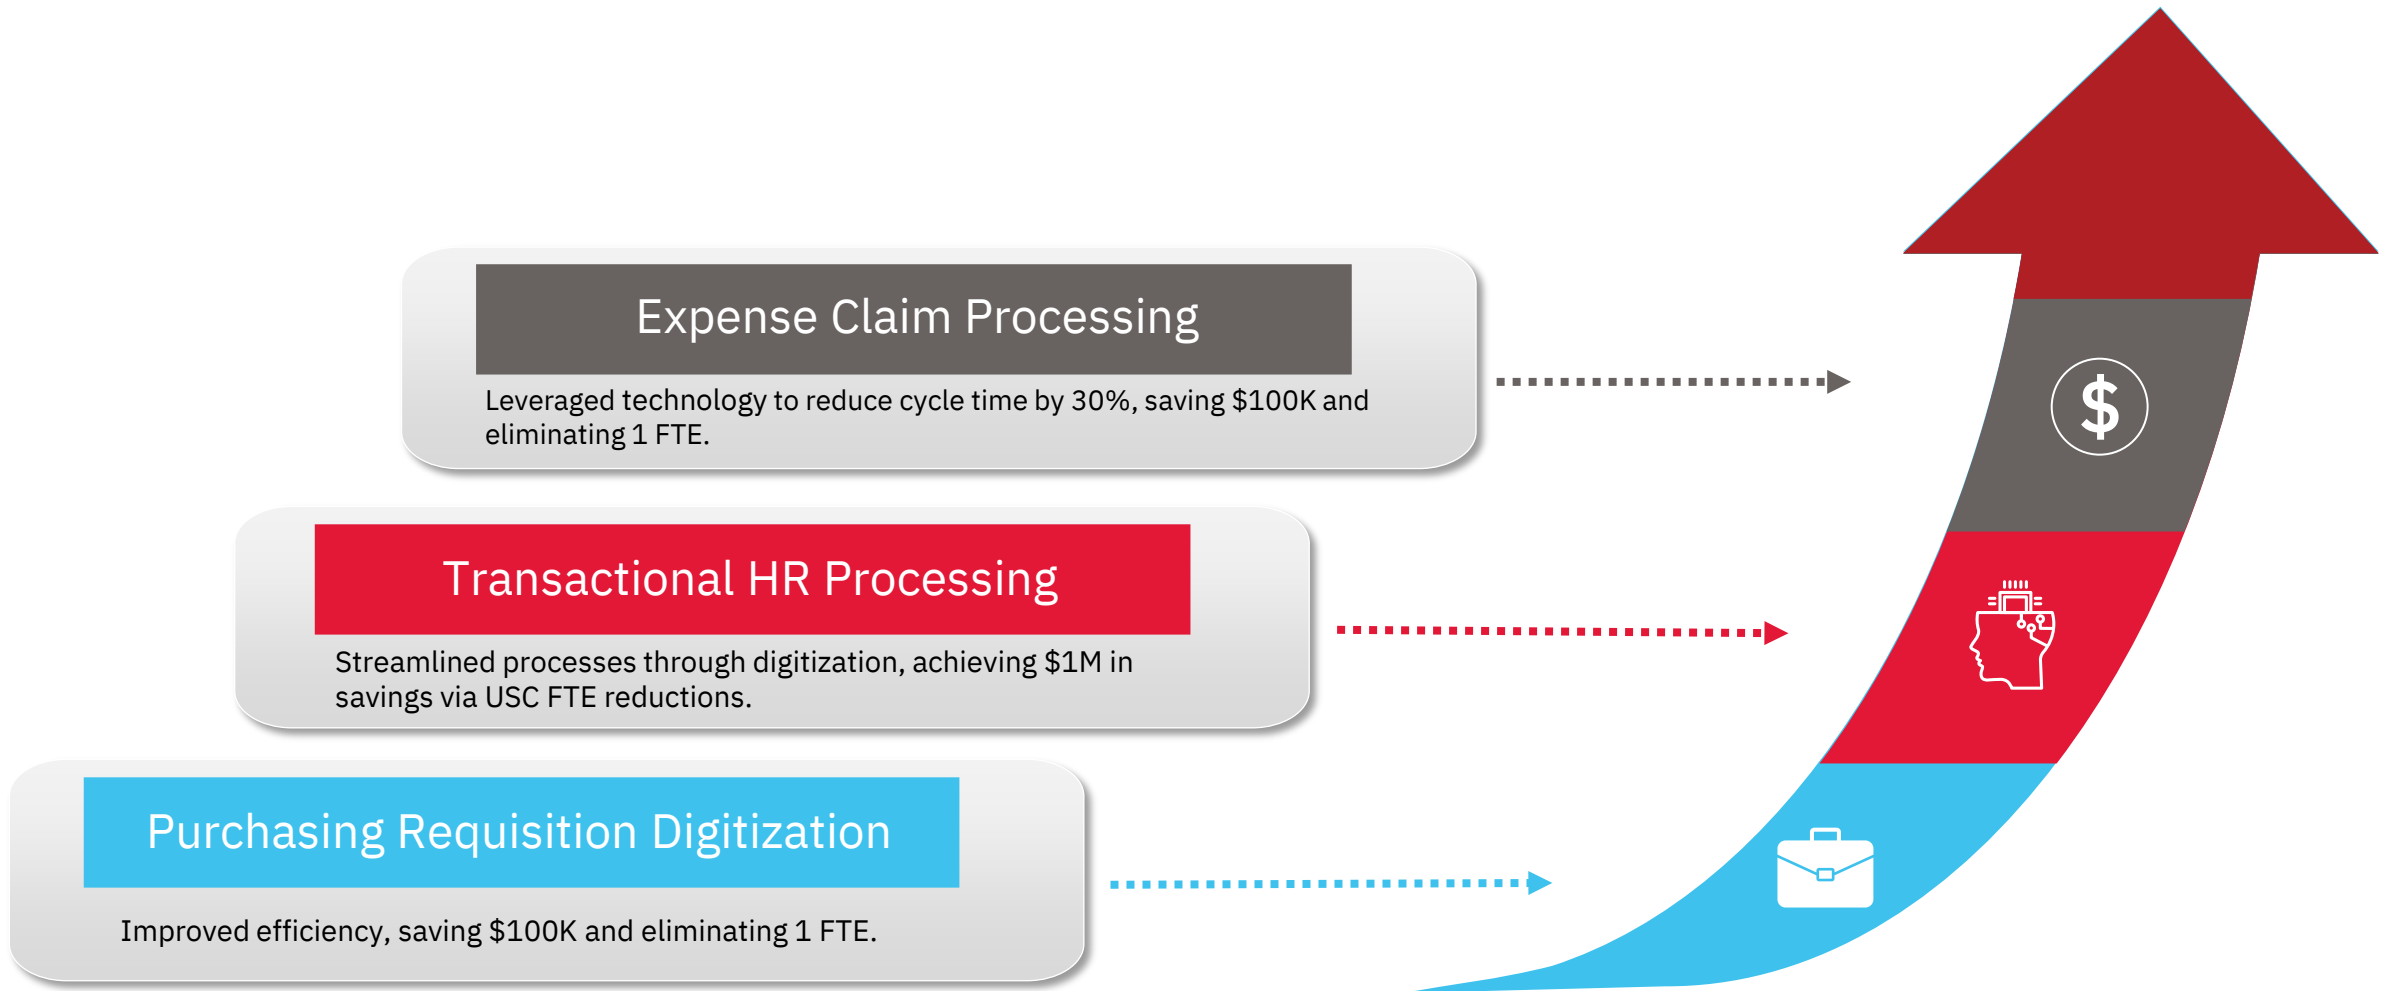 Expense Claim Processing
Leveraged technology to reduce cycle time by 30%, saving $100K and
eliminating 1 FTE.
$
Transactional HR Processing
Streamlined processes through digitization, achieving $1M in
savings via USC FTE reductions.
Purchasing Requisition Digitization
Improved efficiency, saving $100K and eliminating 1 FTE.